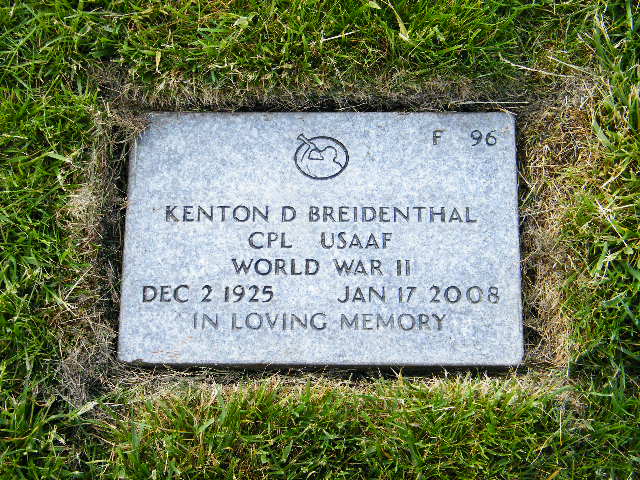 F 96
KENTON D BREIDENTHAL
CPL USAAF
WORLD WAR II
DEC 2 1925 JAN 17 2008
IN LOVING MEMORY